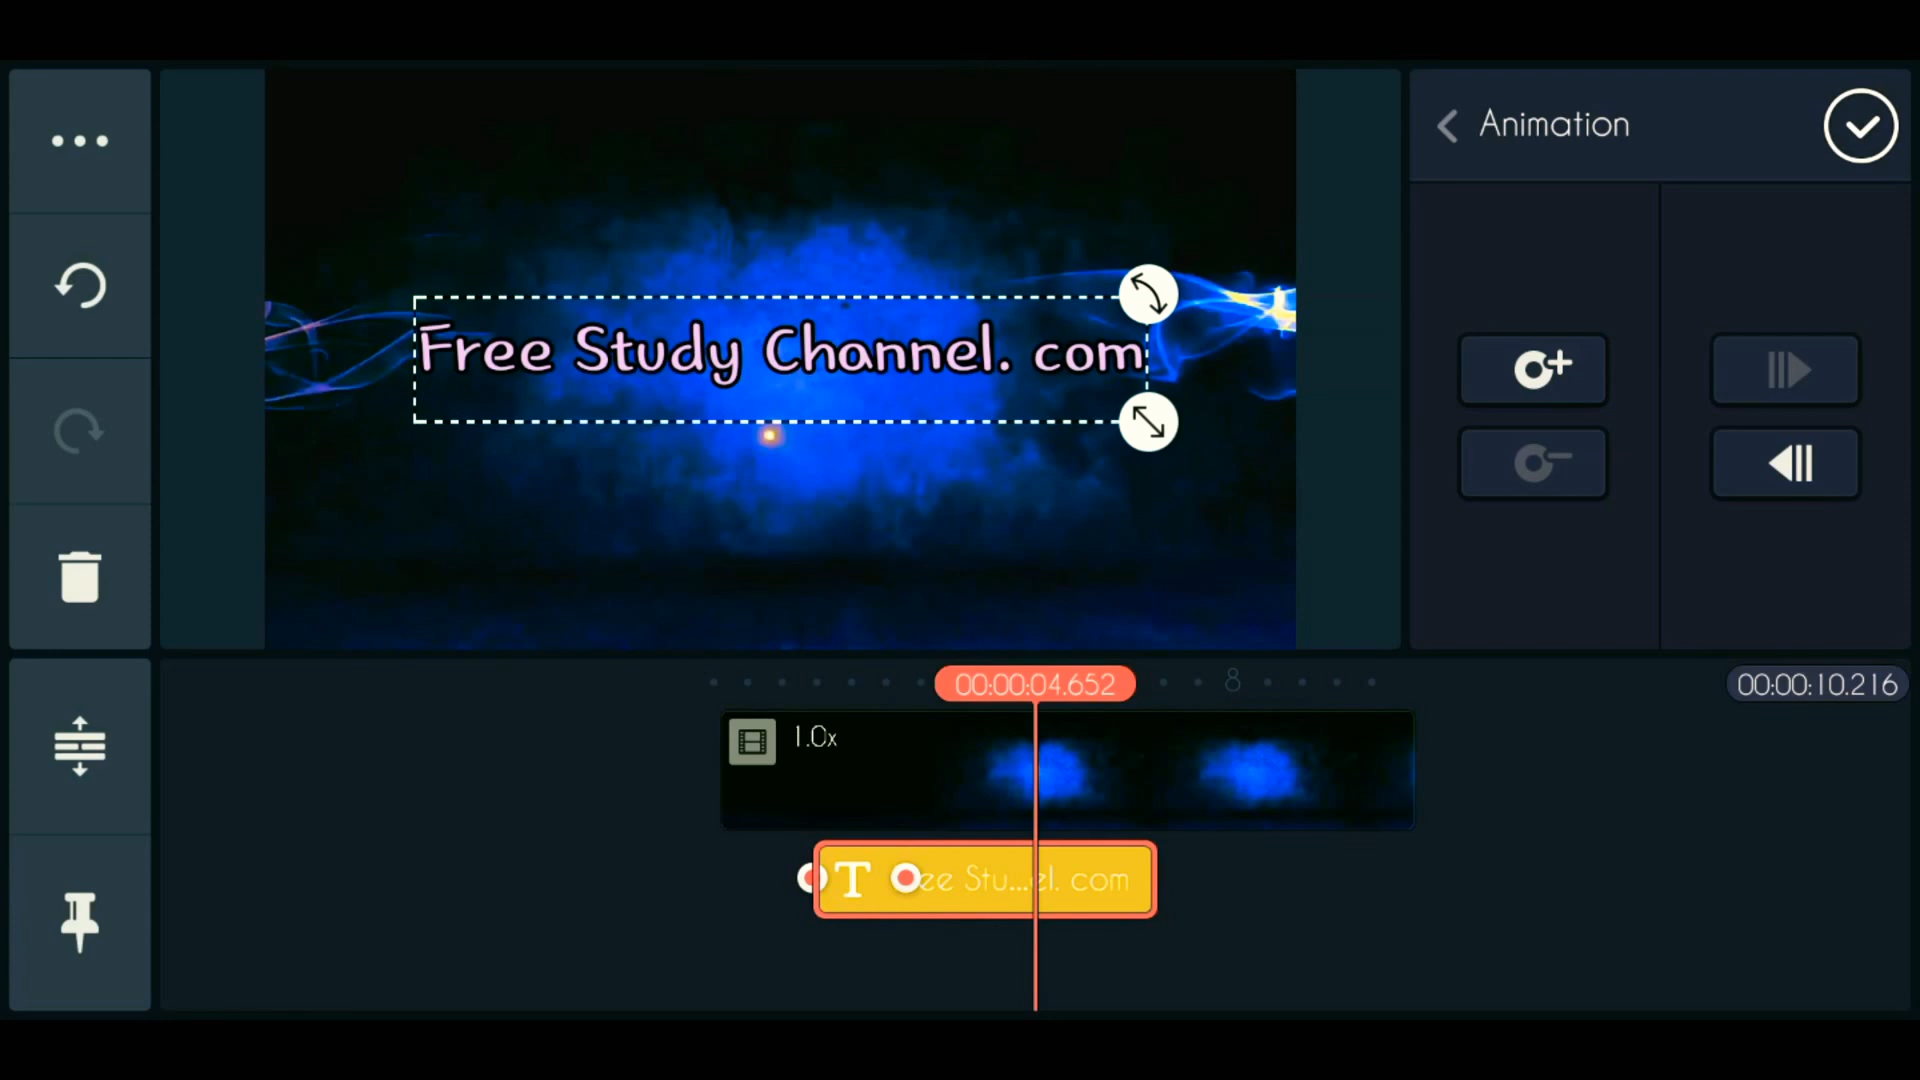 Animation
Free Study Channel. com
00:00:04.652
8
00:00:10.216
1.0x
T ee Stu...el. com